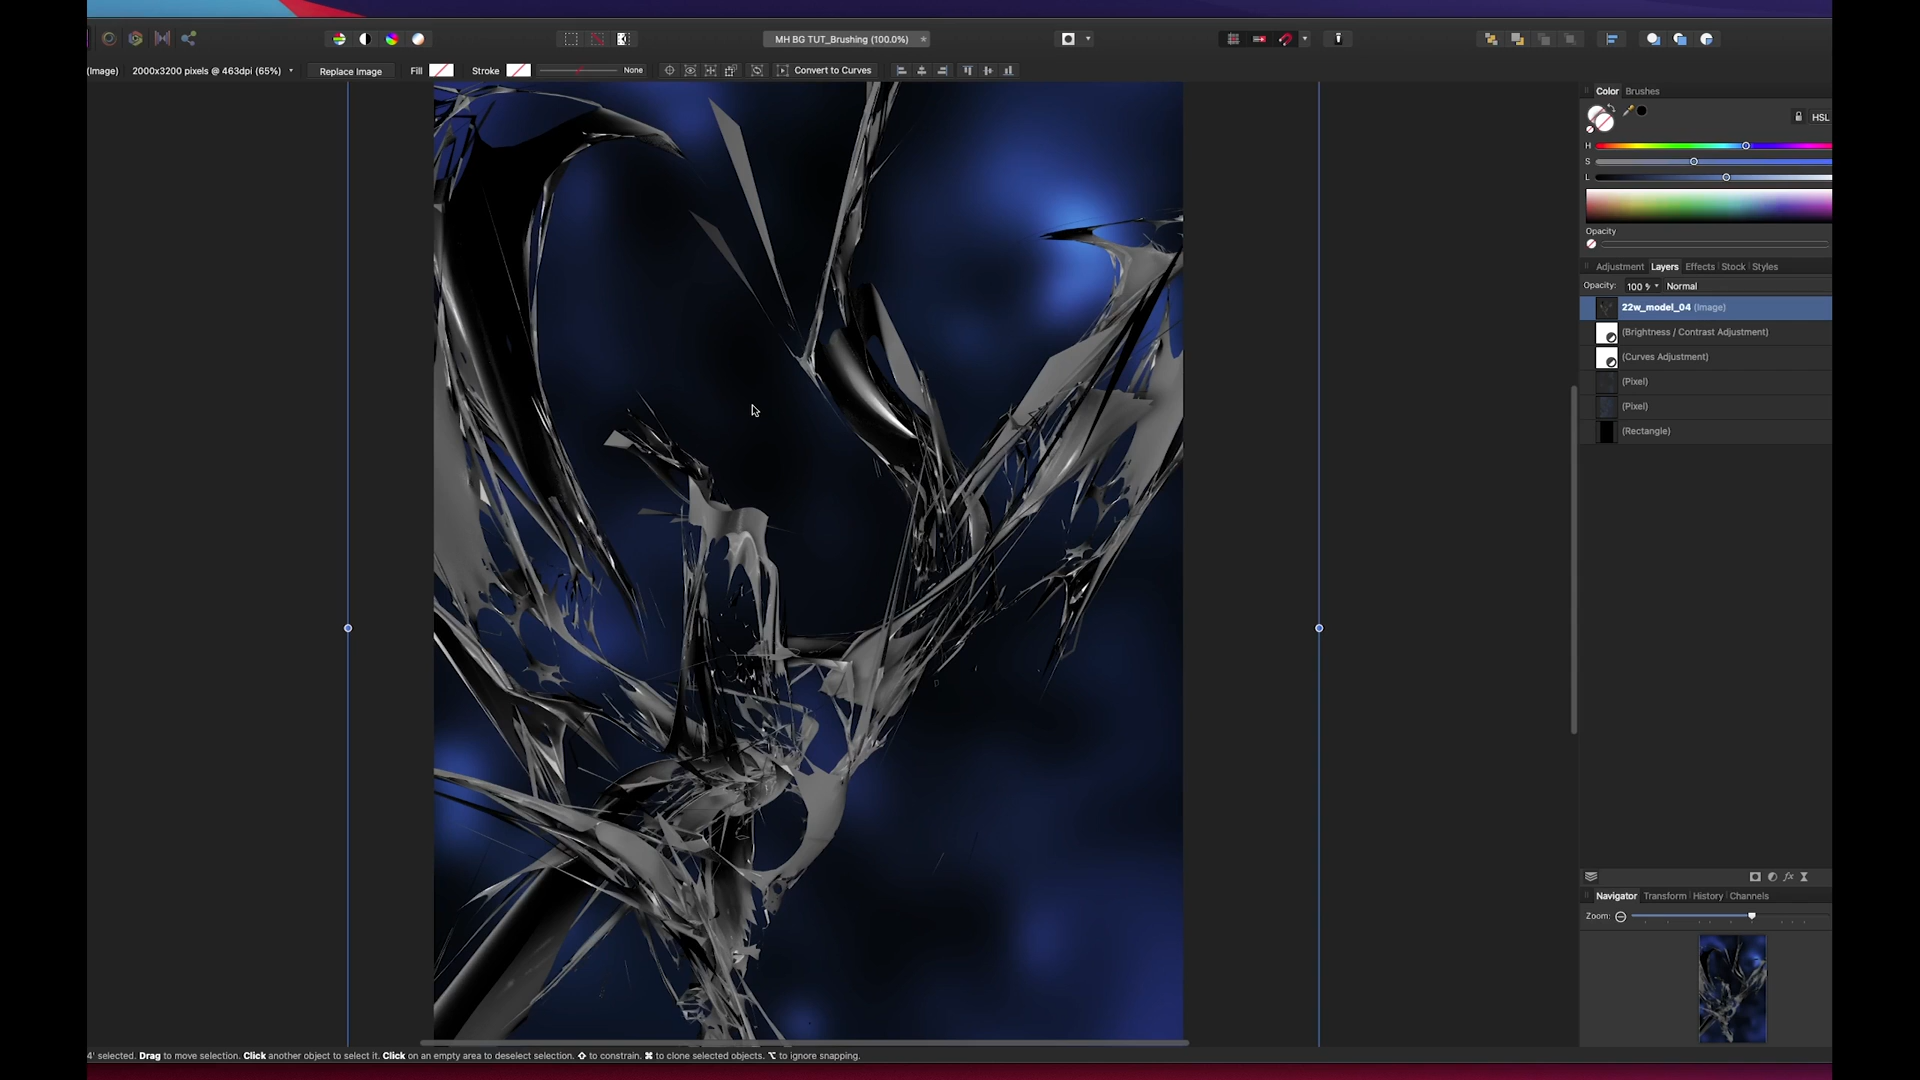 MH BG TUT_Brushing (100.0%)
(Image) 2000x3200 pixels @ 463dpi (65%) Replace Image Fill Stroke None Convert to Curves
Color Brushes
HSL
H
S
L
Opacity
Adjustment Layers Effects Stock Styles
Opacity: 100 % Normal
22w_model_04 (Image)
(Brightness / Contrast Adjustment)
(Curves Adjustment)
(Pixel)
(Pixel)
(Rectangle)
fx
Navigator Transform History Channels
Zoom:
4' selected. Drag to move selection. Click another object to select it. Click on an empty area to deselect selection. ⇧ to constrain. ⌘ to clone selected objects. ⌥ to ignore snapping.